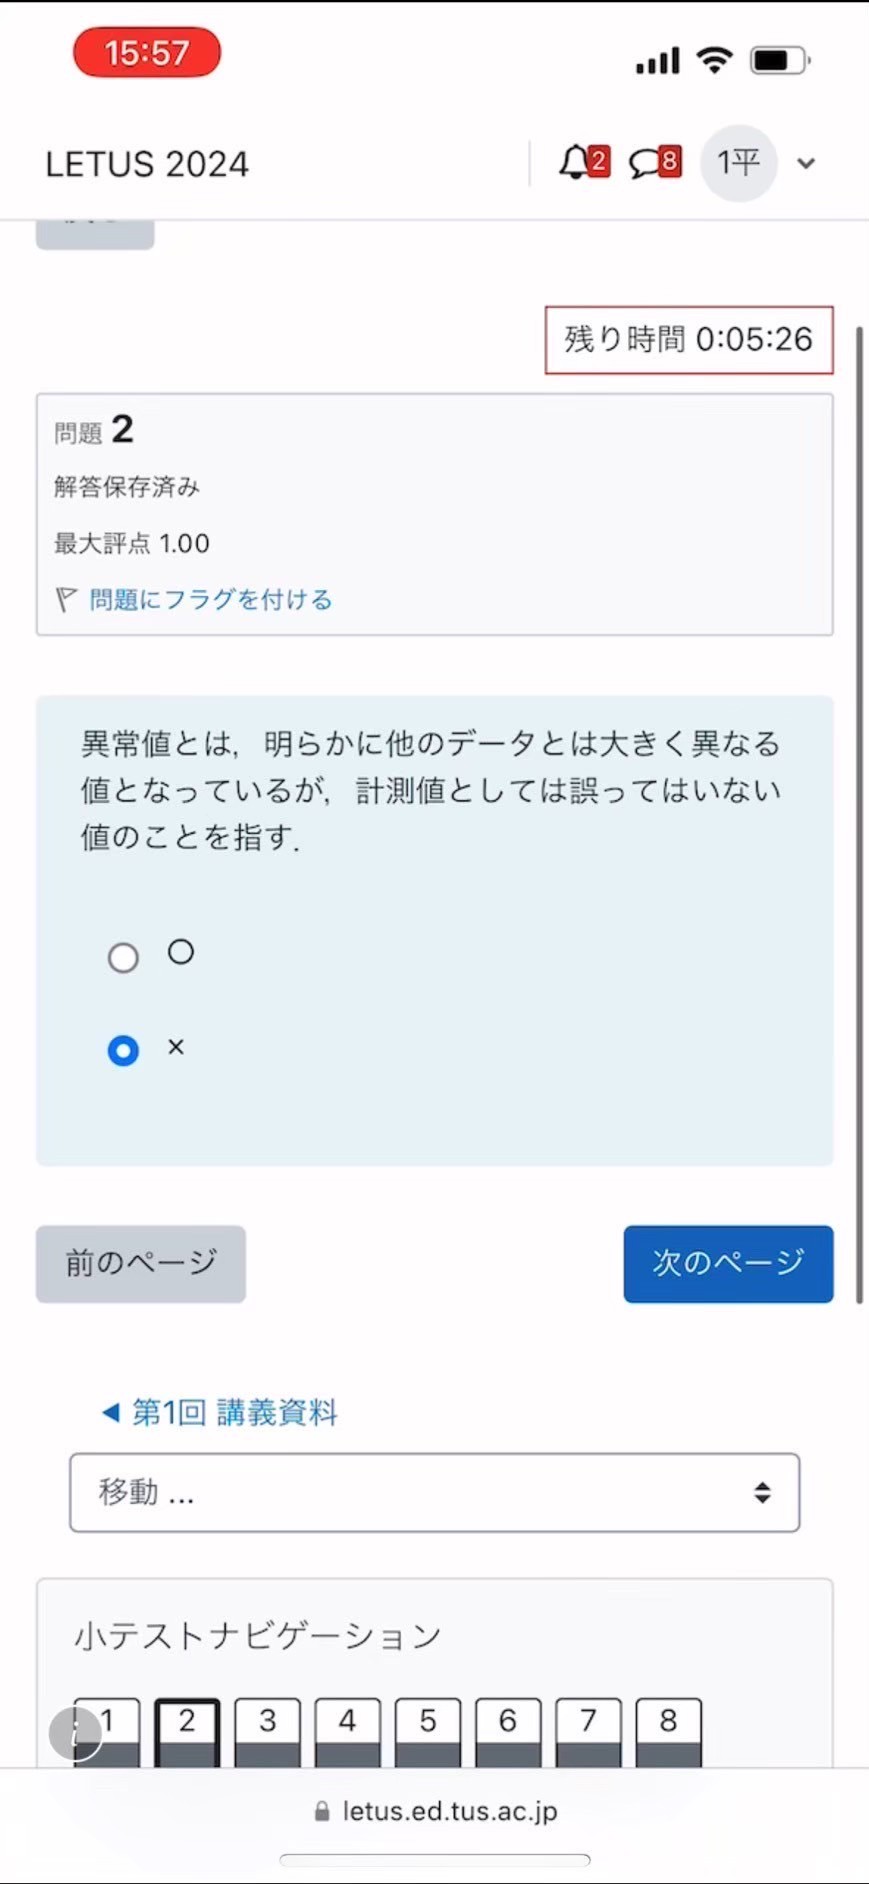 15:57
LETUS 2024
2
8
1平
残り時間 0:05:26
問題 2
解答保存済み
最大評点 1.00
問題にフラグを付ける
異常値とは，明らかに他のデータとは大きく異なる
値となっているが，計測値としては誤ってはいない
値のことを指す．
○
×
前のページ
次のページ
◀ 第1回 講義資料
移動 ...
小テストナビゲーション
i
1 2 3 4 5 6 7 8
letus.ed.tus.ac.jp